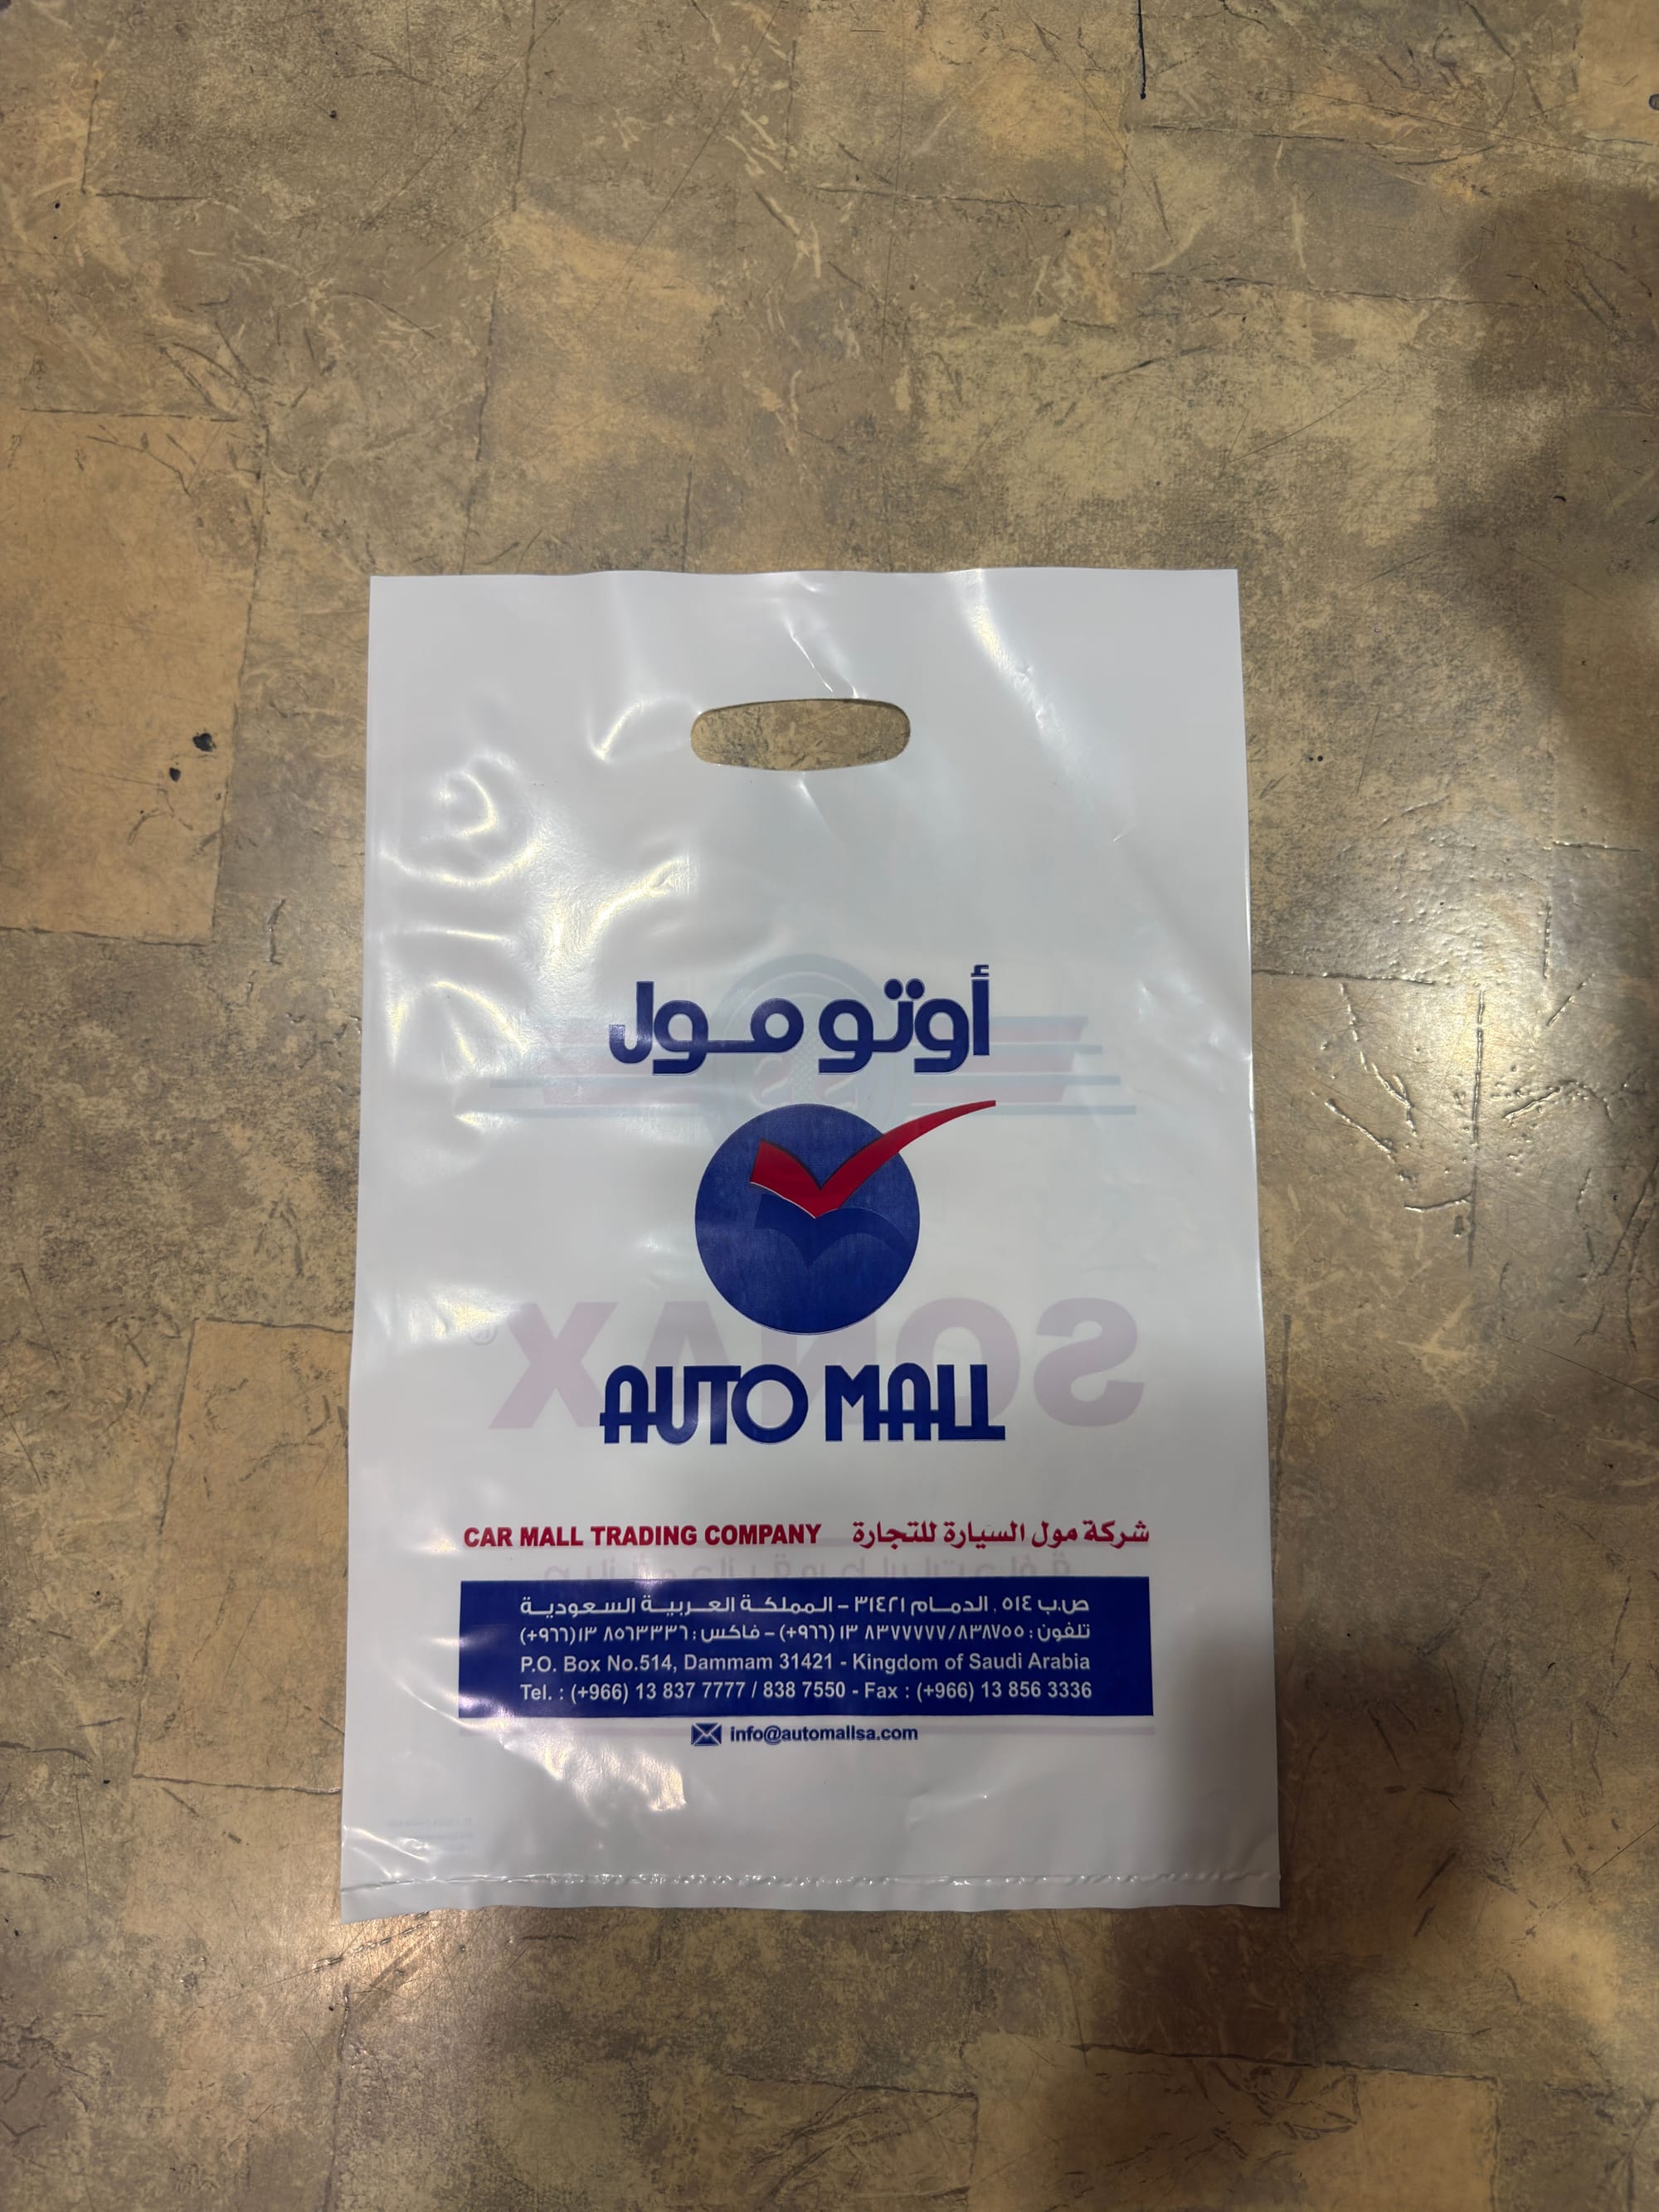 أوتو مول
AUTO MALL
SONAX
CAR MALL TRADING COMPANY شركة مول السيارة للتجارة
ص.ب ٥١٤ . الدمام ٣١٤٢١ - المملكة العربية السعودية
تلفون : ٨٣٧٧٧٧٧/٨٣٨٧٥٥ ١٣ (٩٦٦+) - فاكس : ٨٥٦٣٣٣٦ ١٣(٩٦٦+)
P.O. Box No.514, Dammam 31421 - Kingdom of Saudi Arabia
Tel. : (+966) 13 837 7777 / 838 7550 - Fax : (+966) 13 856 3336
info@automallsa.com